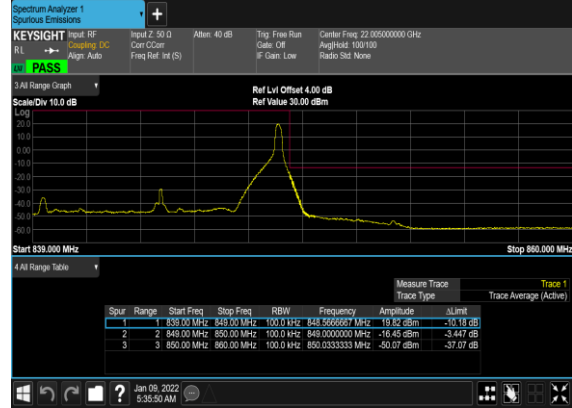 Spectrum Analyzer 1
Spurious Emissions
+
KEYSIGHT Input: RF Input Z: 50 Ω Atten: 40 dB Trig: Free Run Center Freq: 22.005000000 GHz
RL Coupling: DC Corr CCorr Gate: Off Avg|Hold: 100/100
Align: Auto Freq Ref: Int (S) IF Gain: Low Radio Std: None
PASS
3 All Range Graph
Ref Lvl Offset 4.00 dB
Scale/Div 10.0 dB Ref Value 30.00 dBm
Log
20.0
10.0
0.00
-10.0
-20.0
-30.0
-40.0
-50.0
-60.0
Start 839.000 MHz Stop 860.000 MHz
4 All Range Table
Measure Trace Trace 1
Trace Type Trace Average (Active)
Spur Range Start Freq Stop Freq RBW Frequency Amplitude ΔLimit
1 1 839.00 MHz 849.00 MHz 100.0 kHz 848.5666667 MHz 19.82 dBm -10.18 dB
2 2 849.00 MHz 850.00 MHz 100.0 kHz 849.0000000 MHz -16.45 dBm -3.447 dB
3 3 850.00 MHz 860.00 MHz 100.0 kHz 850.0333333 MHz -50.07 dBm -37.07 dB
? Jan 09, 2022
5:35:50 AM